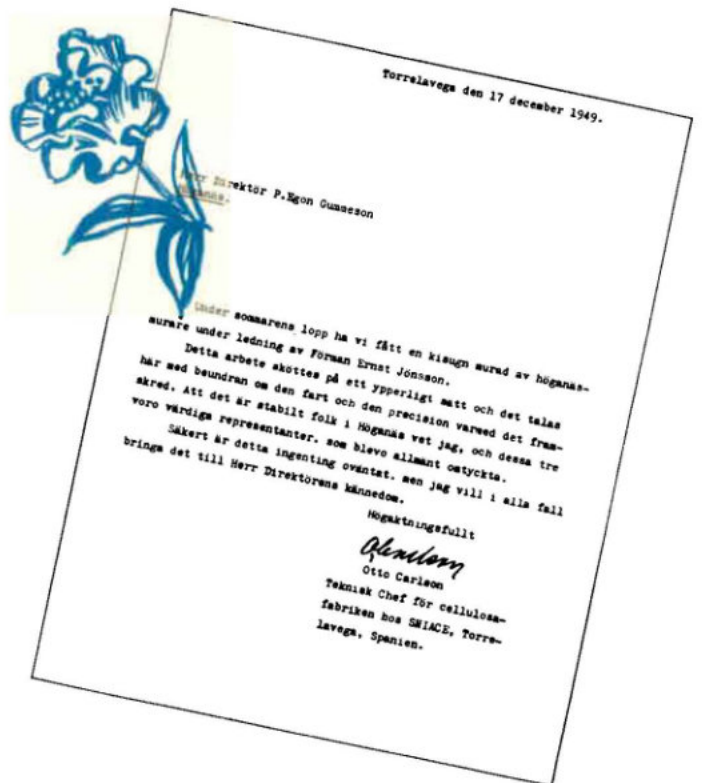 Torrelavega den 17 december 1949.
Herr Direktör P.Egon Gunneson
Höganäs.
Under sommarens lopp ha vi fått en kisugn murad av höganäs-
murare under ledning av Förman Ernst Jönsson.
Detta arbete sköttes på ett ypperligt sätt och det talas
här med beundran om den fart och den precision varmed det fram-
skred. Att det är stabilt folk i Höganäs vet jag, och dessa tre
voro värdiga representanter, som blevo allmänt omtyckta.
Säkert är detta ingenting oväntat, men jag vill i alla fall
bringa det till Herr Direktörens kännedom.
Högaktningsfullt
Otto Carlson
Teknisk Chef för cellulosa-
fabriken hos SNIACE, Torre-
lavega, Spanien.